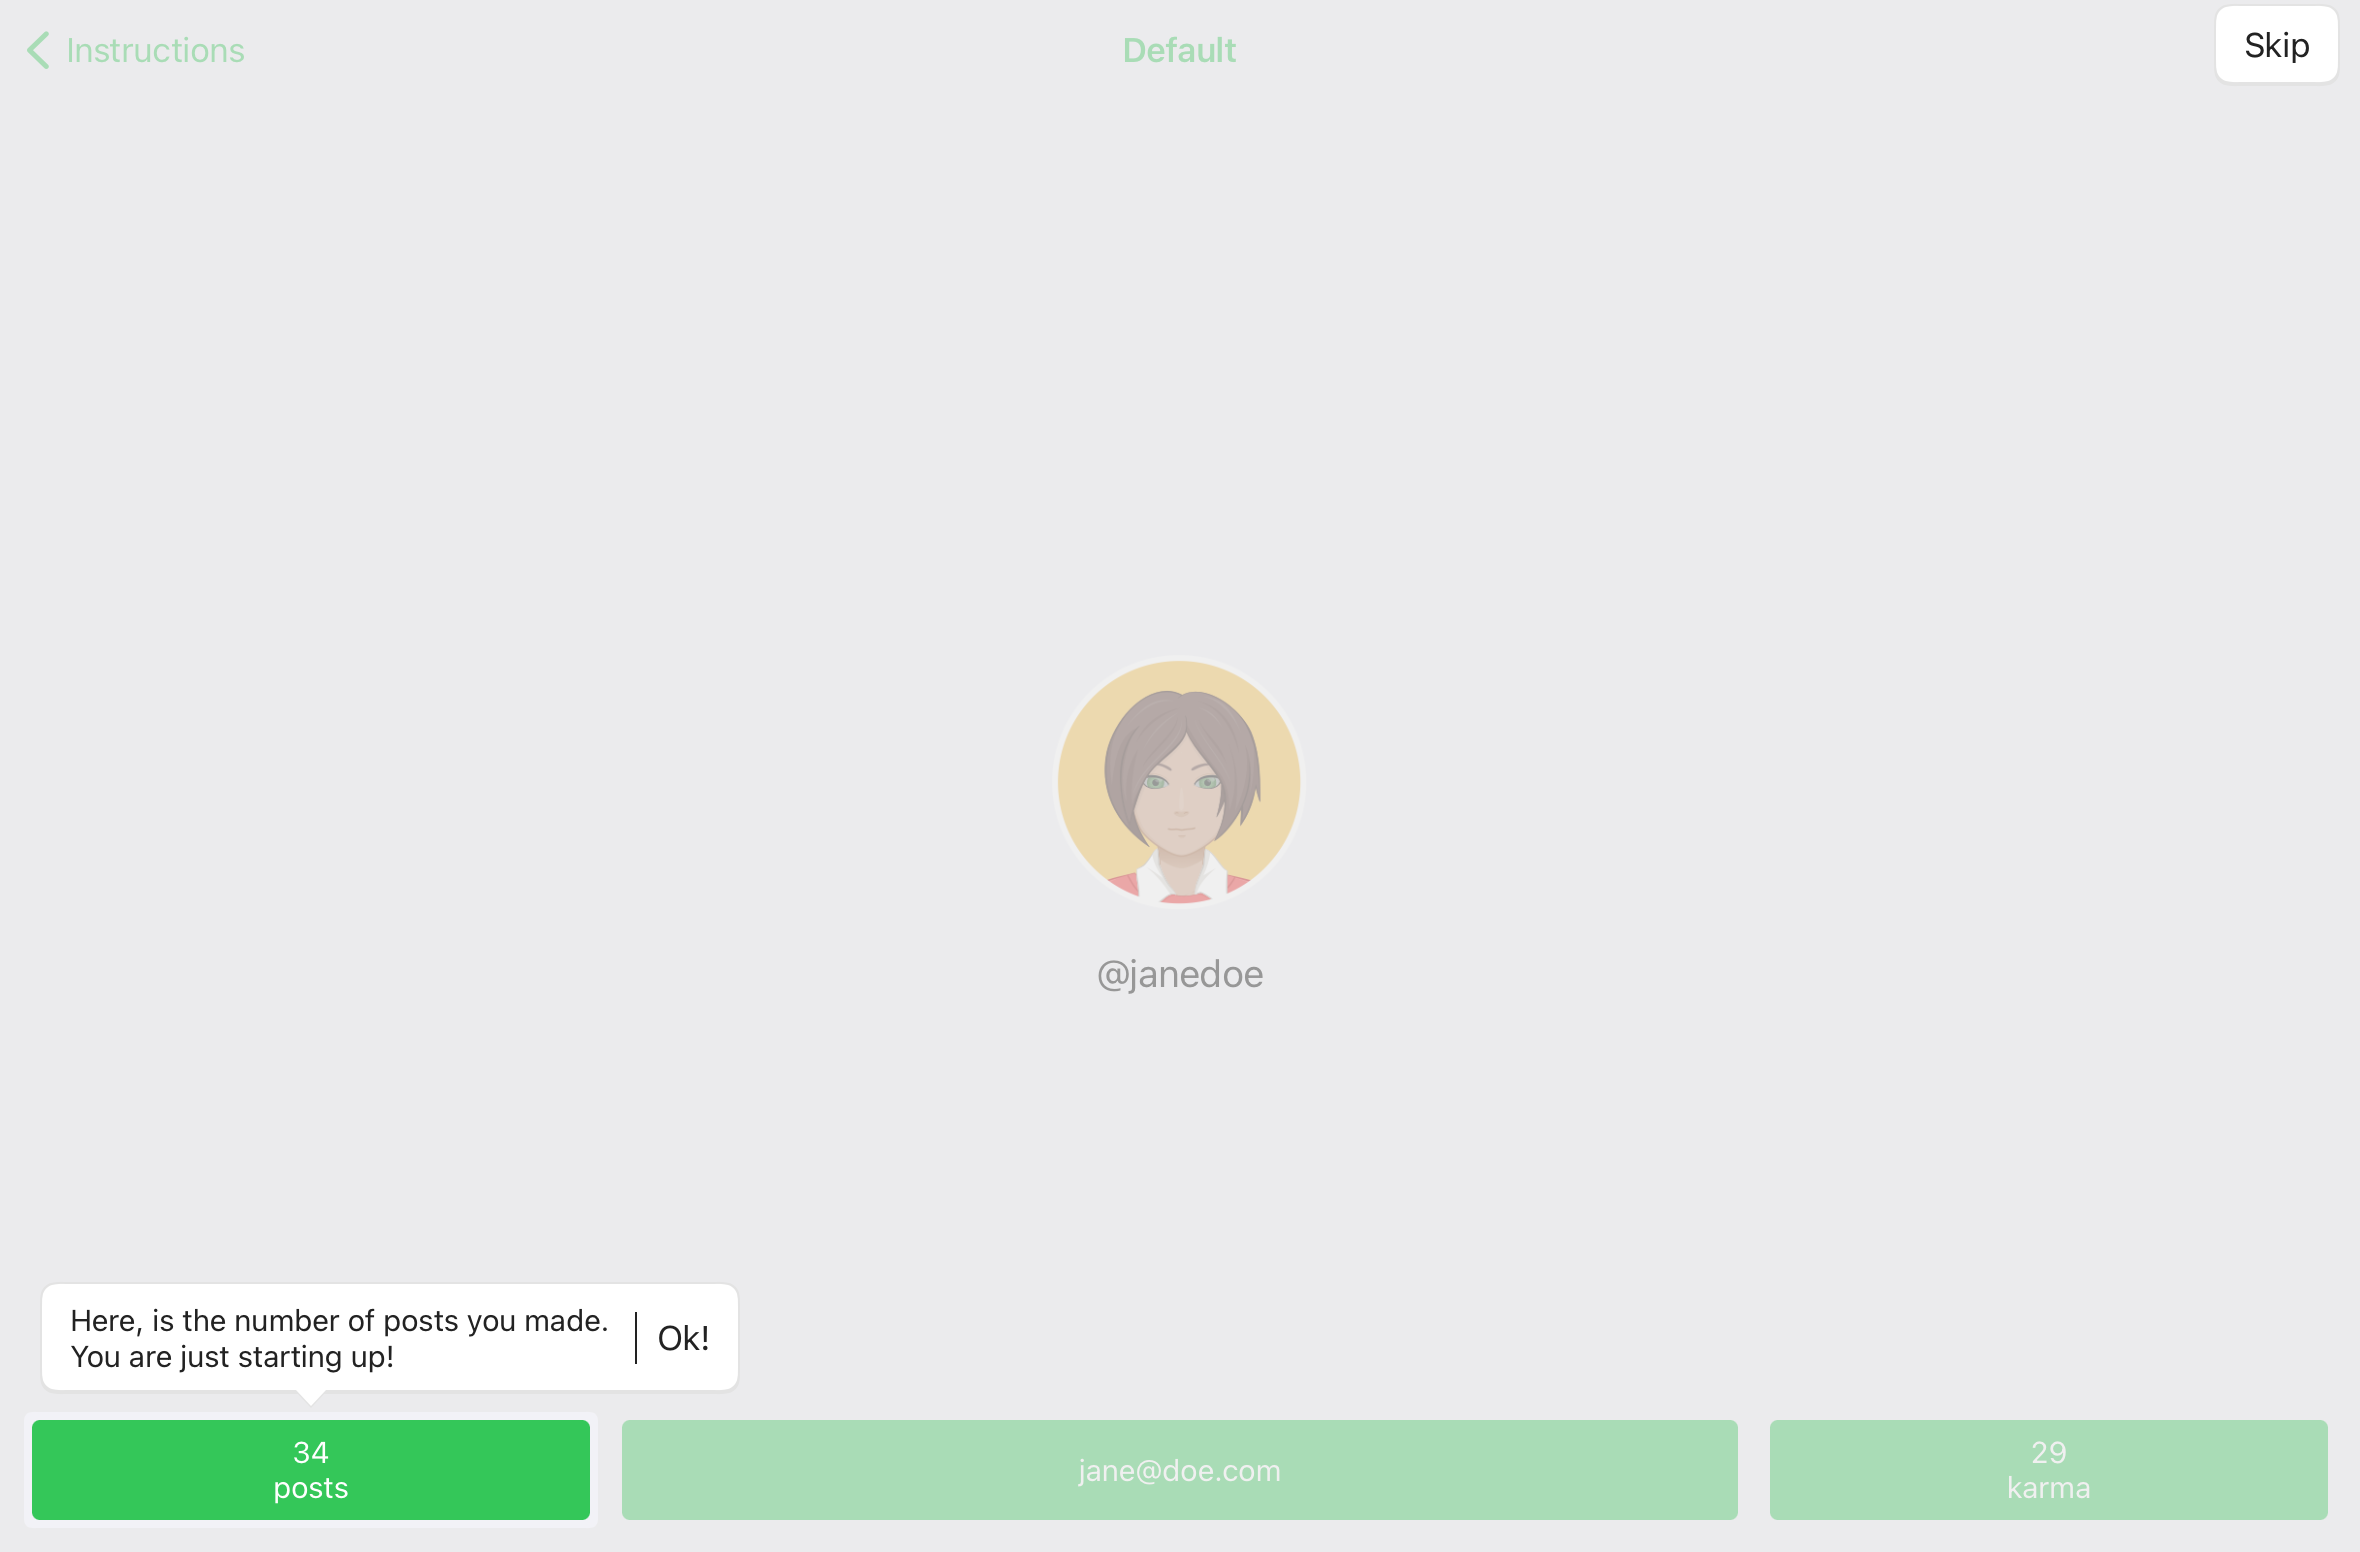 Instructions
Default
Skip
@janedoe
Here, is the number of posts you made.
You are just starting up!
Ok!
34
posts
jane@doe.com
29
karma